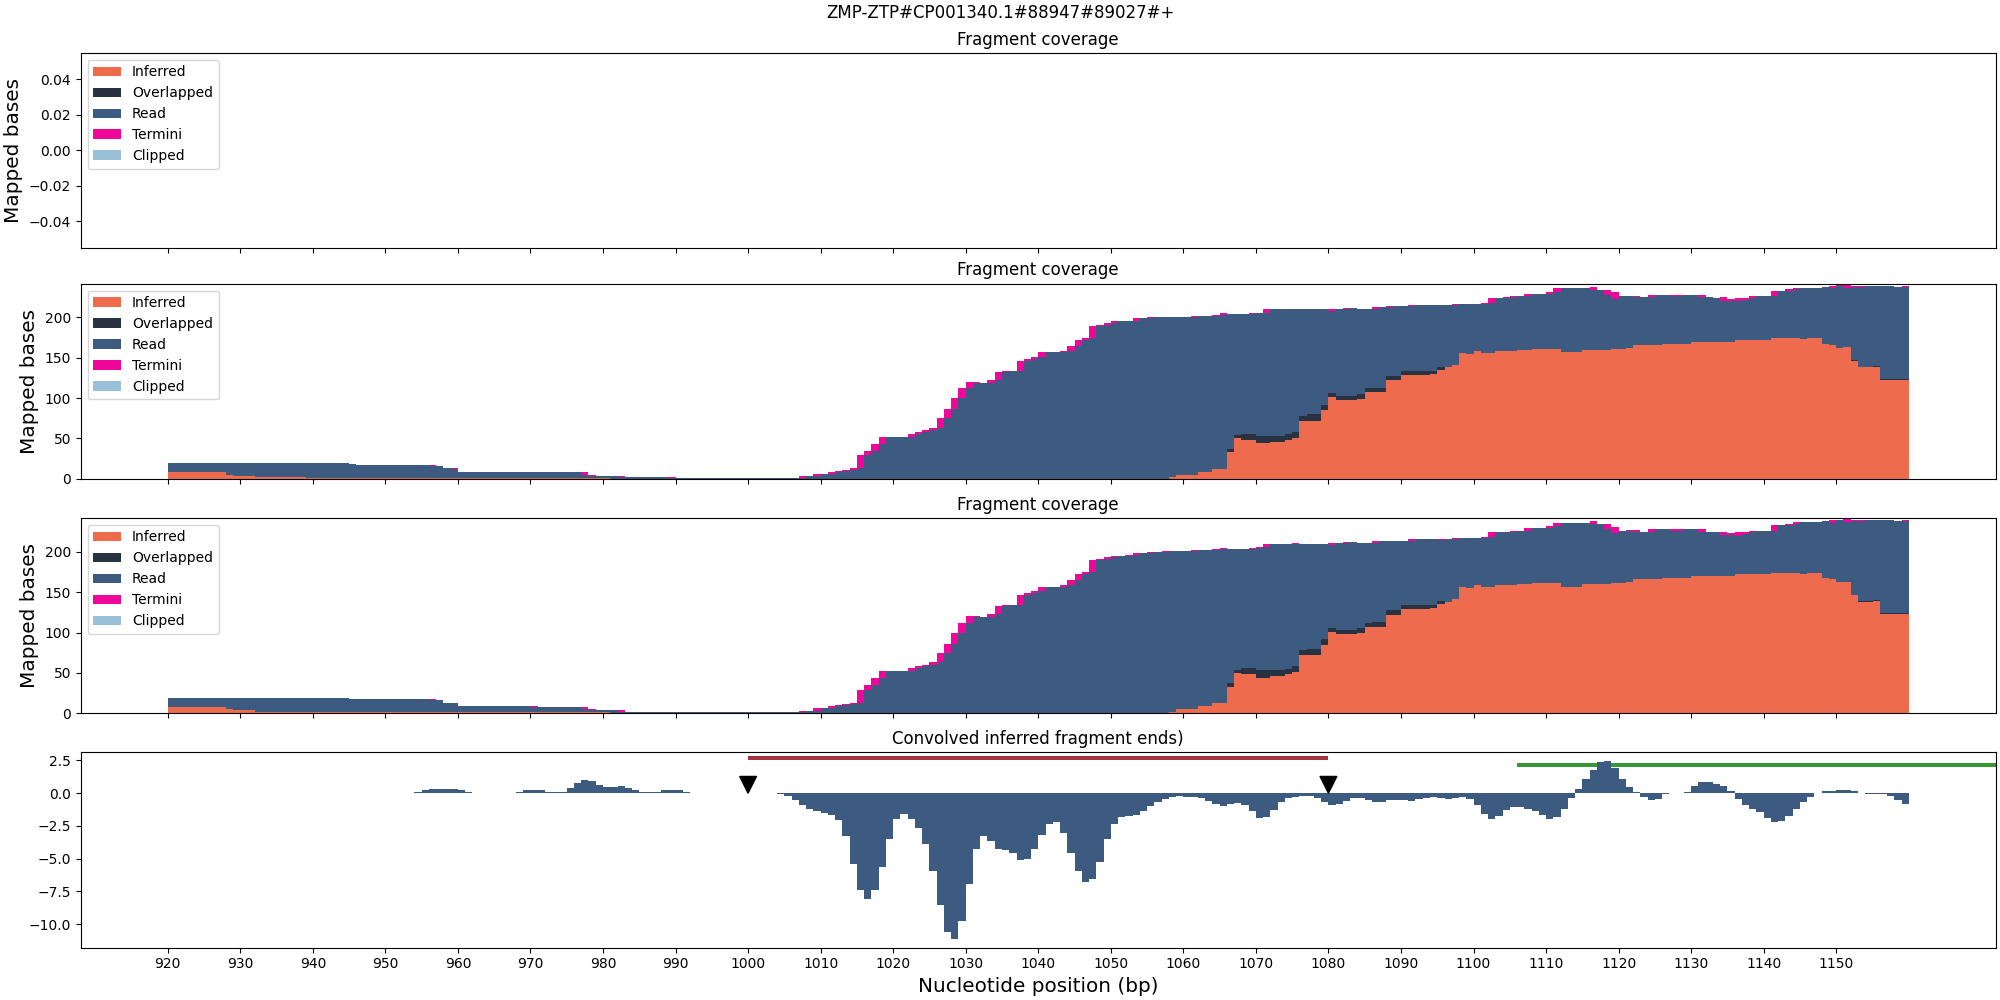 ZMP-ZTP#CP001340.1#88947#89027#+
Fragment coverage
Mapped bases
0.04
0.02
0.00
−0.02
−0.04
Inferred
Overlapped
Read
Termini
Clipped
Fragment coverage
Mapped bases
200
150
100
50
0
Inferred
Overlapped
Read
Termini
Clipped
Fragment coverage
Mapped bases
200
150
100
50
0
Inferred
Overlapped
Read
Termini
Clipped
Convolved inferred fragment ends)
2.5
0.0
−2.5
−5.0
−7.5
−10.0
920 930 940 950 960 970 980 990 1000 1010 1020 1030 1040 1050 1060 1070 1080 1090 1100 1110 1120 1130 1140 1150
Nucleotide position (bp)